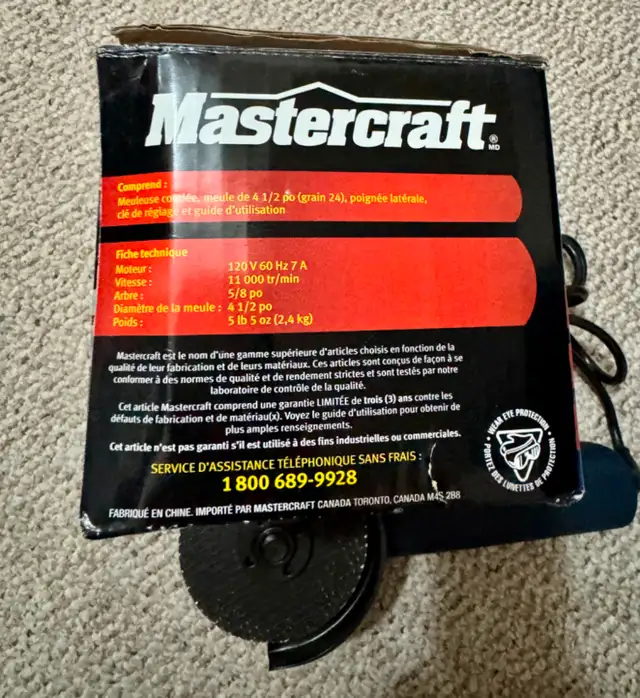 Mastercraft®
MD
Comprend :
Meuleuse coudée, meule de 4 1/2 po (grain 24), poignée latérale,
clé de réglage et guide d'utilisation
Fiche technique
Moteur : 120 V 60 Hz 7 A
Vitesse : 11 000 tr/min
Arbre : 5/8 po
Diamètre de la meule : 4 1/2 po
Poids : 5 lb 5 oz (2,4 kg)
Mastercraft est le nom d'une gamme supérieure d'articles choisis en fonction de la
qualité de leur fabrication et de leurs matériaux. Ces articles sont conçus de façon à se
conformer à des normes de qualité et de rendement strictes et sont testés par notre
laboratoire de contrôle de la qualité.
Cet article Mastercraft comprend une garantie LIMITÉE de trois (3) ans contre les
défauts de fabrication et de matériau(x). Voyez le guide d'utilisation pour obtenir de
plus amples renseignements.
Cet article n'est pas garanti s'il est utilisé à des fins industrielles ou commerciales.
SERVICE D'ASSISTANCE TÉLÉPHONIQUE SANS FRAIS :
1 800 689-9928
FABRIQUÉ EN CHINE. IMPORTÉ PAR MASTERCRAFT CANADA TORONTO, CANADA M4S 2B8
• WEAR EYE PROTECTION •
PORTEZ DES LUNETTES DE PROTECTION